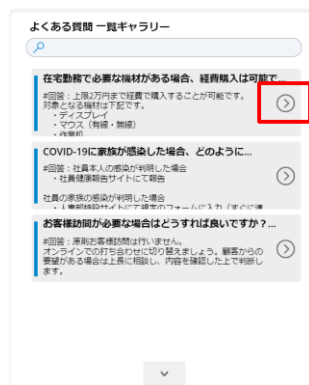 よくある質問 一覧ギャラリー
在宅勤務で必要な機材がある場合、経費購入は可能で...
#回答：上限2万円まで経費で購入することが可能です。
対象となる機材は下記です。
・ディスプレイ
・マウス（有線・無線）
・作業机
COVID-19に家族が感染した場合、どのように...
#回答：社員本人の感染が判明した場合
・社員健康報告サイトにて報告
社員の家族の感染が判明した場合
お客様訪問が必要な場合はどうすれば良いですか？...
#回答：原則お客様訪問は行いません。
オンラインでの打ち合わせに切り替えましょう。顧客からの
要望がある場合は上長に相談し、内容を確認した上で判断し
ます。